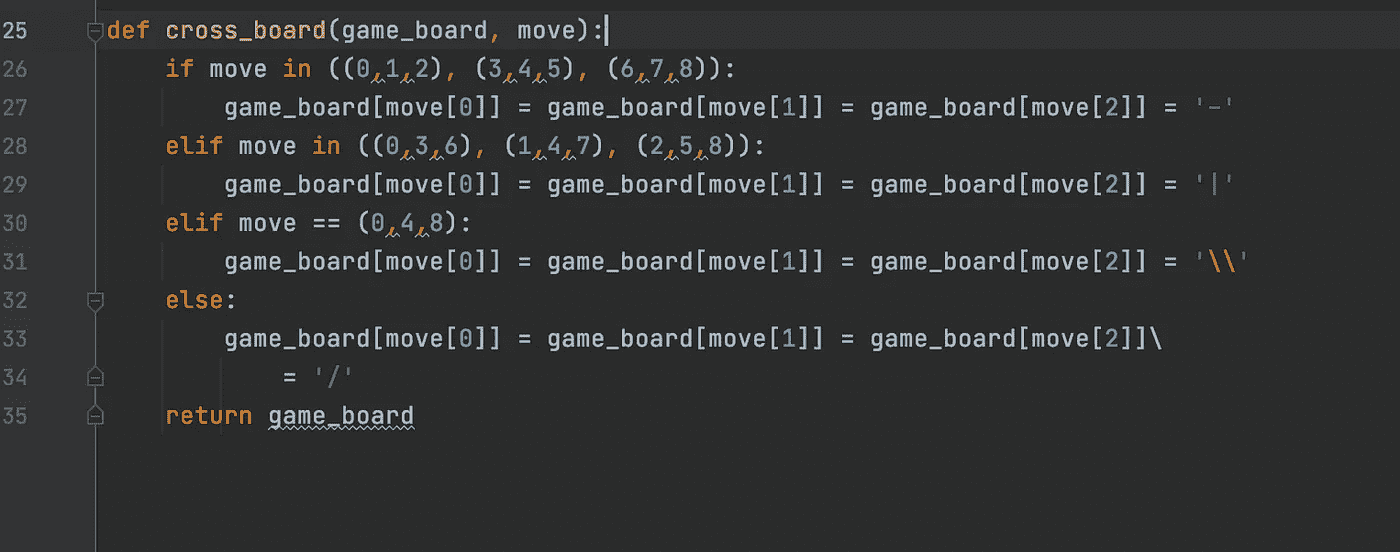 25 def cross_board(game_board, move):
26     if move in ((0,1,2), (3,4,5), (6,7,8)):
27         game_board[move[0]] = game_board[move[1]] = game_board[move[2]] = '-'
28     elif move in ((0,3,6), (1,4,7), (2,5,8)):
29         game_board[move[0]] = game_board[move[1]] = game_board[move[2]] = '|'
30     elif move == (0,4,8):
31         game_board[move[0]] = game_board[move[1]] = game_board[move[2]] = '\\'
32     else:
33         game_board[move[0]] = game_board[move[1]] = game_board[move[2]]\
34             = '/'
35     return game_board